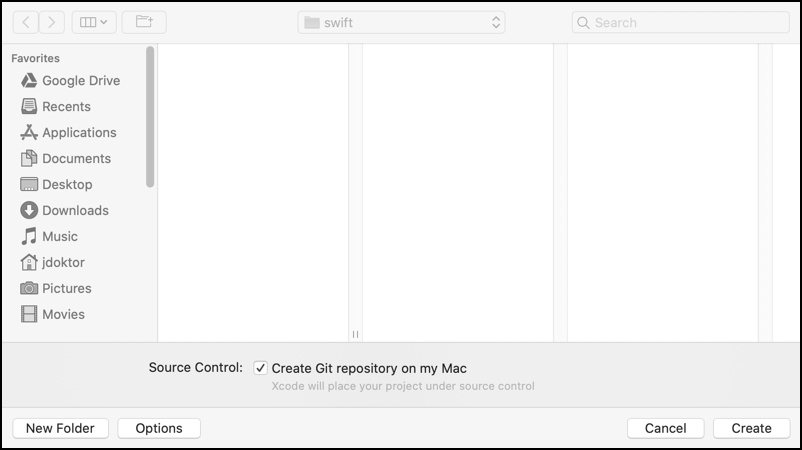 swift
Search
Favorites
Google Drive
Recents
Applications
Documents
Desktop
Downloads
Music
jdoktor
Pictures
Movies
Source Control: Create Git repository on my Mac
Xcode will place your project under source control
New Folder Options Cancel Create